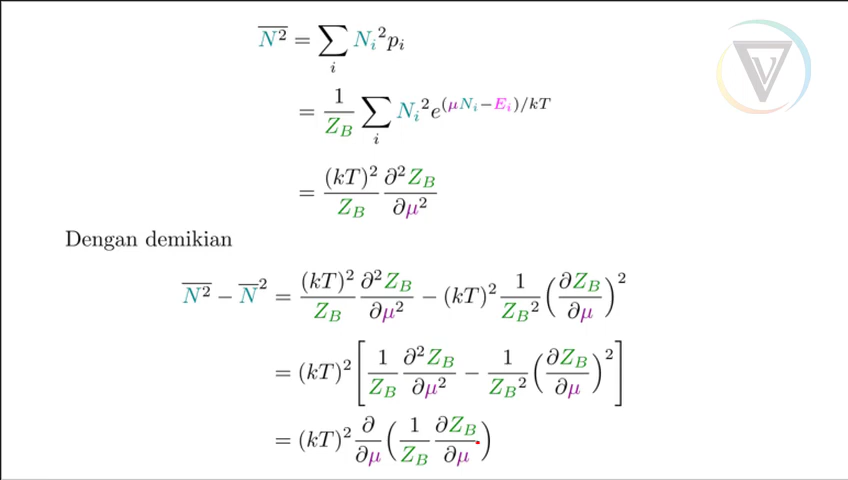 $\overline{N^2} = \sum_i N_i{}^2 p_i$
$= \frac{1}{Z_B} \sum_i N_i{}^2 e^{(\mu N_i - E_i)/kT}$
$= \frac{(kT)^2}{Z_B} \frac{\partial^2 Z_B}{\partial \mu^2}$
Dengan demikian
$\overline{N^2} - \overline{N}^2 = \frac{(kT)^2}{Z_B} \frac{\partial^2 Z_B}{\partial \mu^2} - (kT)^2 \frac{1}{Z_B{}^2} \left( \frac{\partial Z_B}{\partial \mu} \right)^2$
$= (kT)^2 \left[ \frac{1}{Z_B} \frac{\partial^2 Z_B}{\partial \mu^2} - \frac{1}{Z_B{}^2} \left( \frac{\partial Z_B}{\partial \mu} \right)^2 \right]$
$= (kT)^2 \frac{\partial}{\partial \mu} \left( \frac{1}{Z_B} \frac{\partial Z_B}{\partial \mu} \right)$